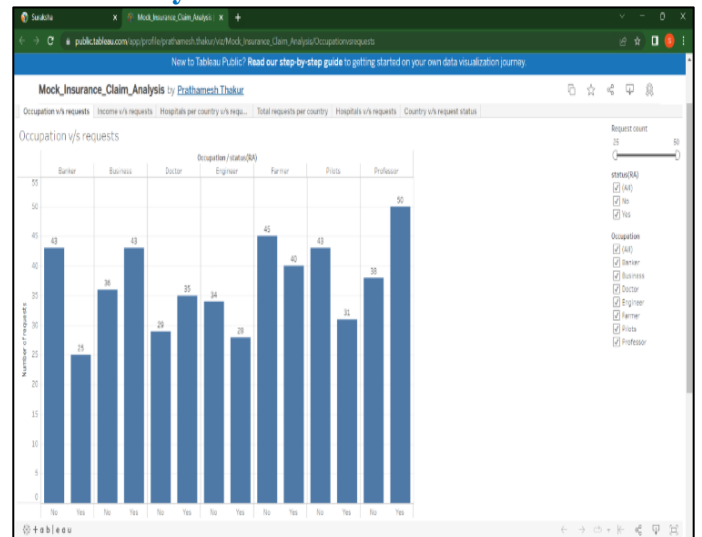 Suraksha
Mock_Insurance_Claim_Analysis |
public.tableau.com/app/profile/prathamesh.thakur/viz/Mock_Insurance_Claim_Analysis/Occupationvsrequests
New to Tableau Public? Read our step-by-step guide to getting started on your own data visualization journey.
Mock_Insurance_Claim_Analysis by Prathamesh Thakur
Occupation v/s requests Income v/s requests Hospitals per country v/s requ... Total requests per country Hospitals v/s requests Country v/s request status
Occupation v/s requests
Occupation / status(RA)
Banker Business Doctor Engineer Farmer Pilots Professor
Number of requests
55
50
45
40
35
30
25
20
15
10
5
0
43 25 36 43 29 35 34 28 45 40 43 31 38 50
No Yes No Yes No Yes No Yes No Yes No Yes No Yes
Request count
25 50
status(RA)
(All)
No
Yes
Occupation
(All)
Banker
Business
Doctor
Engineer
Farmer
Pilots
Professor
+ableau